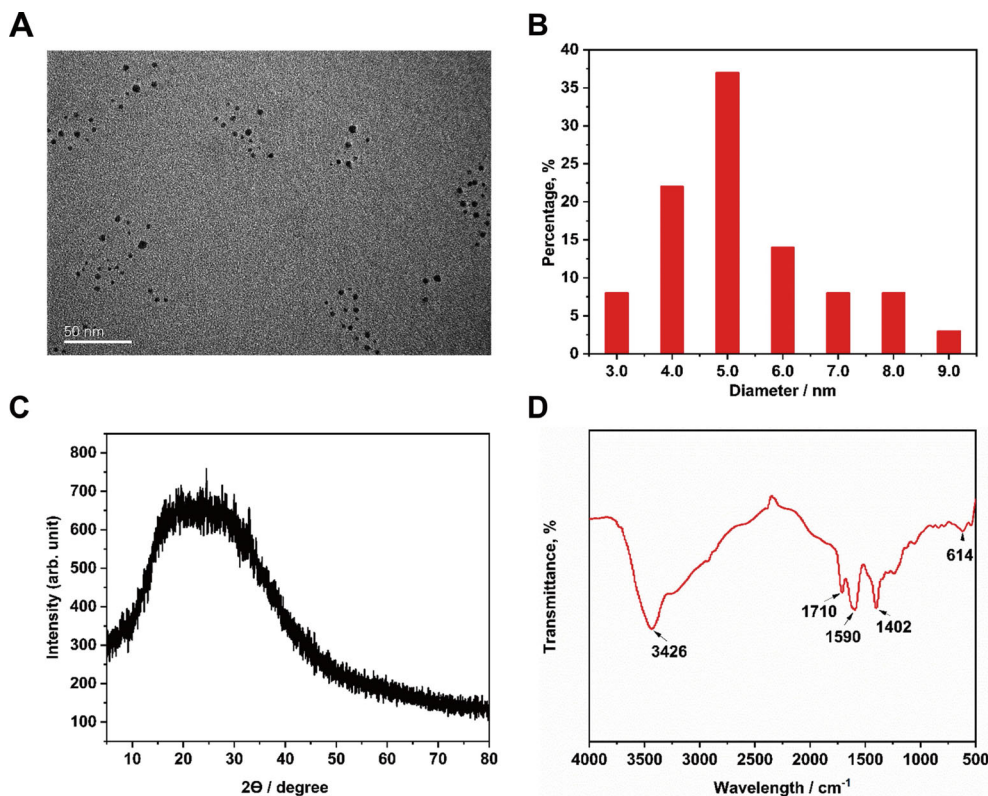 A
50 nm
B
40
35
30
25
20
15
10
5
0
Percentage, %
3.0 4.0 5.0 6.0 7.0 8.0 9.0
Diameter / nm
C
800
700
600
500
400
300
200
100
Intensity (arb. unit)
10 20 30 40 50 60 70 80
2Θ / degree
D
Transmittance, %
3426
1710
1590
1402
614
4000 3500 3000 2500 2000 1500 1000 500
Wavelength / cm⁻¹